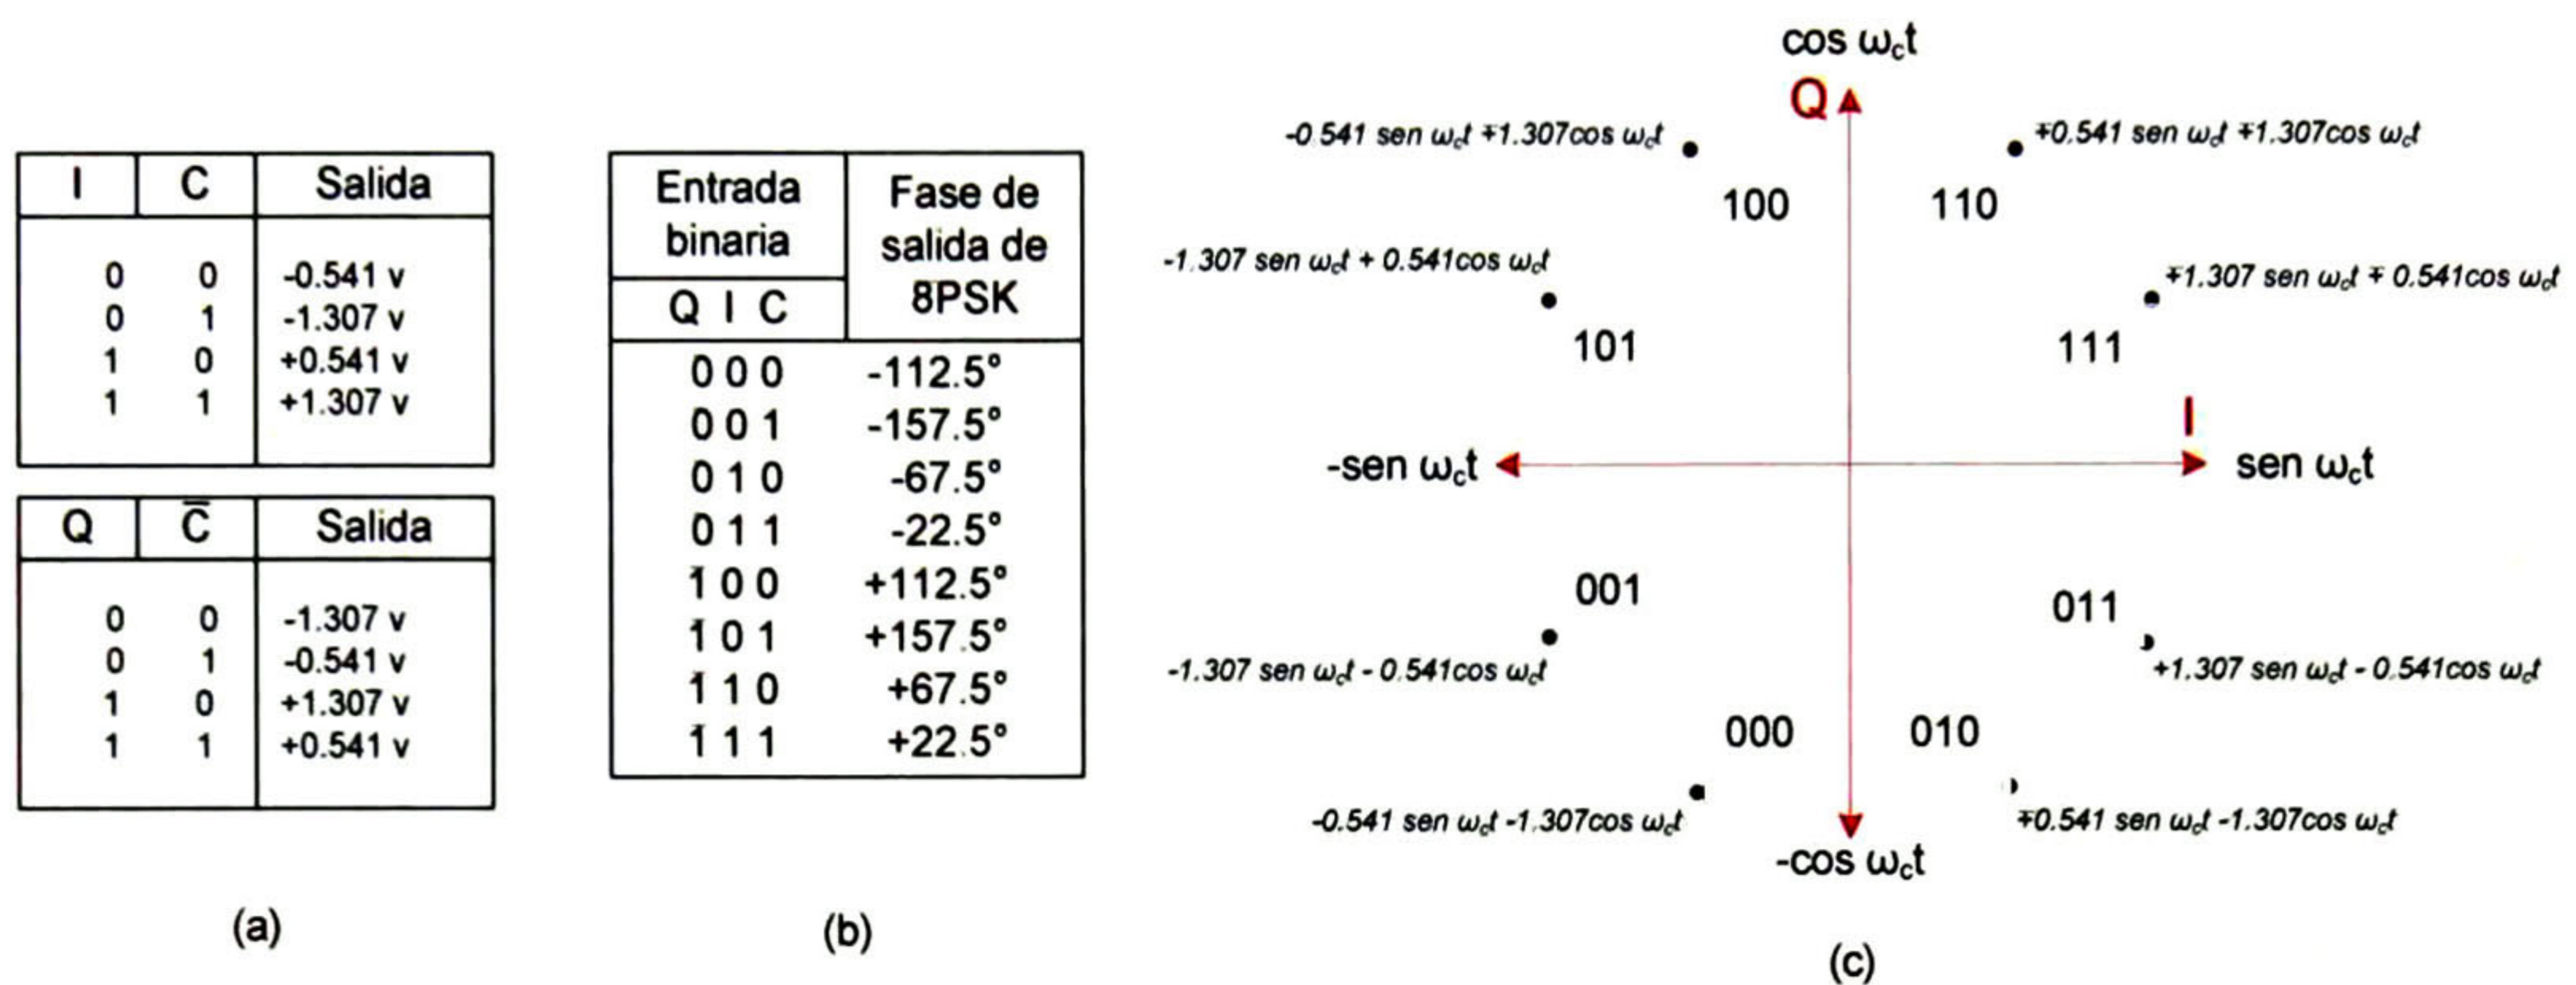 I C Salida
0 0 -0.541 v
0 1 -1.307 v
1 0 +0.541 v
1 1 +1.307 v
Q C̅ Salida
0 0 -1.307 v
0 1 -0.541 v
1 0 +1.307 v
1 1 +0.541 v
(a)
Entrada
binaria
Q I C
Fase de
salida de
8PSK
0 0 0 -112.5°
0 0 1 -157.5°
0 1 0 -67.5°
0 1 1 -22.5°
1 0 0 +112.5°
1 0 1 +157.5°
1 1 0 +67.5°
1 1 1 +22.5°
(b)
cos ωct
Q
-0.541 sen ωct ∓1.307cos ωct
∓0.541 sen ωct ∓1.307cos ωct
100
110
-1.307 sen ωct + 0.541cos ωct
∓1.307 sen ωct ∓ 0.541cos ωct
101
111
I
-sen ωct
sen ωct
001
011
-1.307 sen ωct - 0.541cos ωct
+1.307 sen ωct - 0.541cos ωct
000
010
-0.541 sen ωct -1.307cos ωct
∓0.541 sen ωct -1.307cos ωct
-cos ωct
(c)